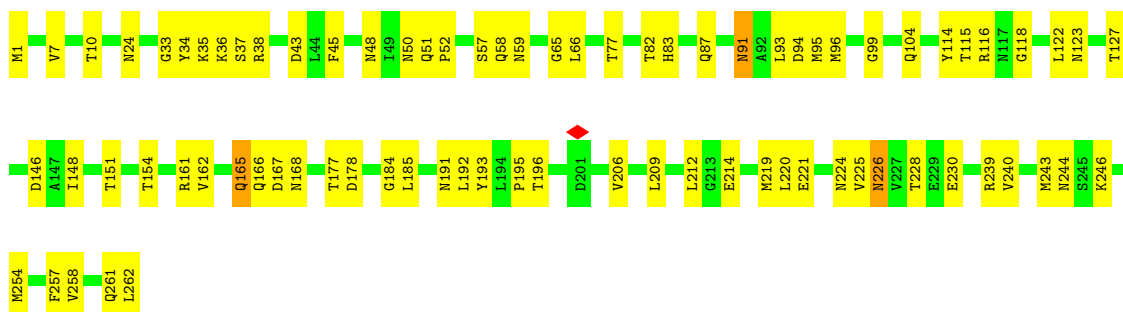 M1 V7 T10 N24 G33 Y34 K35 K36 S37 R38 D43 L44 F45 N48 I49 N50 Q51 P52 S57 Q58 N59 G65 L66 T77 T82 H83 Q87 N91 A92 L93 D94 M95 M96 G99 Q104 Y114 T115 R116 N117 G118 L122 N123 T127
D146 A147 I148 T151 T154 R161 V162 Q165 Q166 D167 N168 T177 D178 G184 L185 N191 L192 Y193 L194 P195 T196 D201 V206 L209 L212 G213 E214 M219 L220 E221 N224 V225 N226 V227 T228 E229 E230 R239 V240 M243 N244 S245 K246
M254 F257 V258 Q261 L262